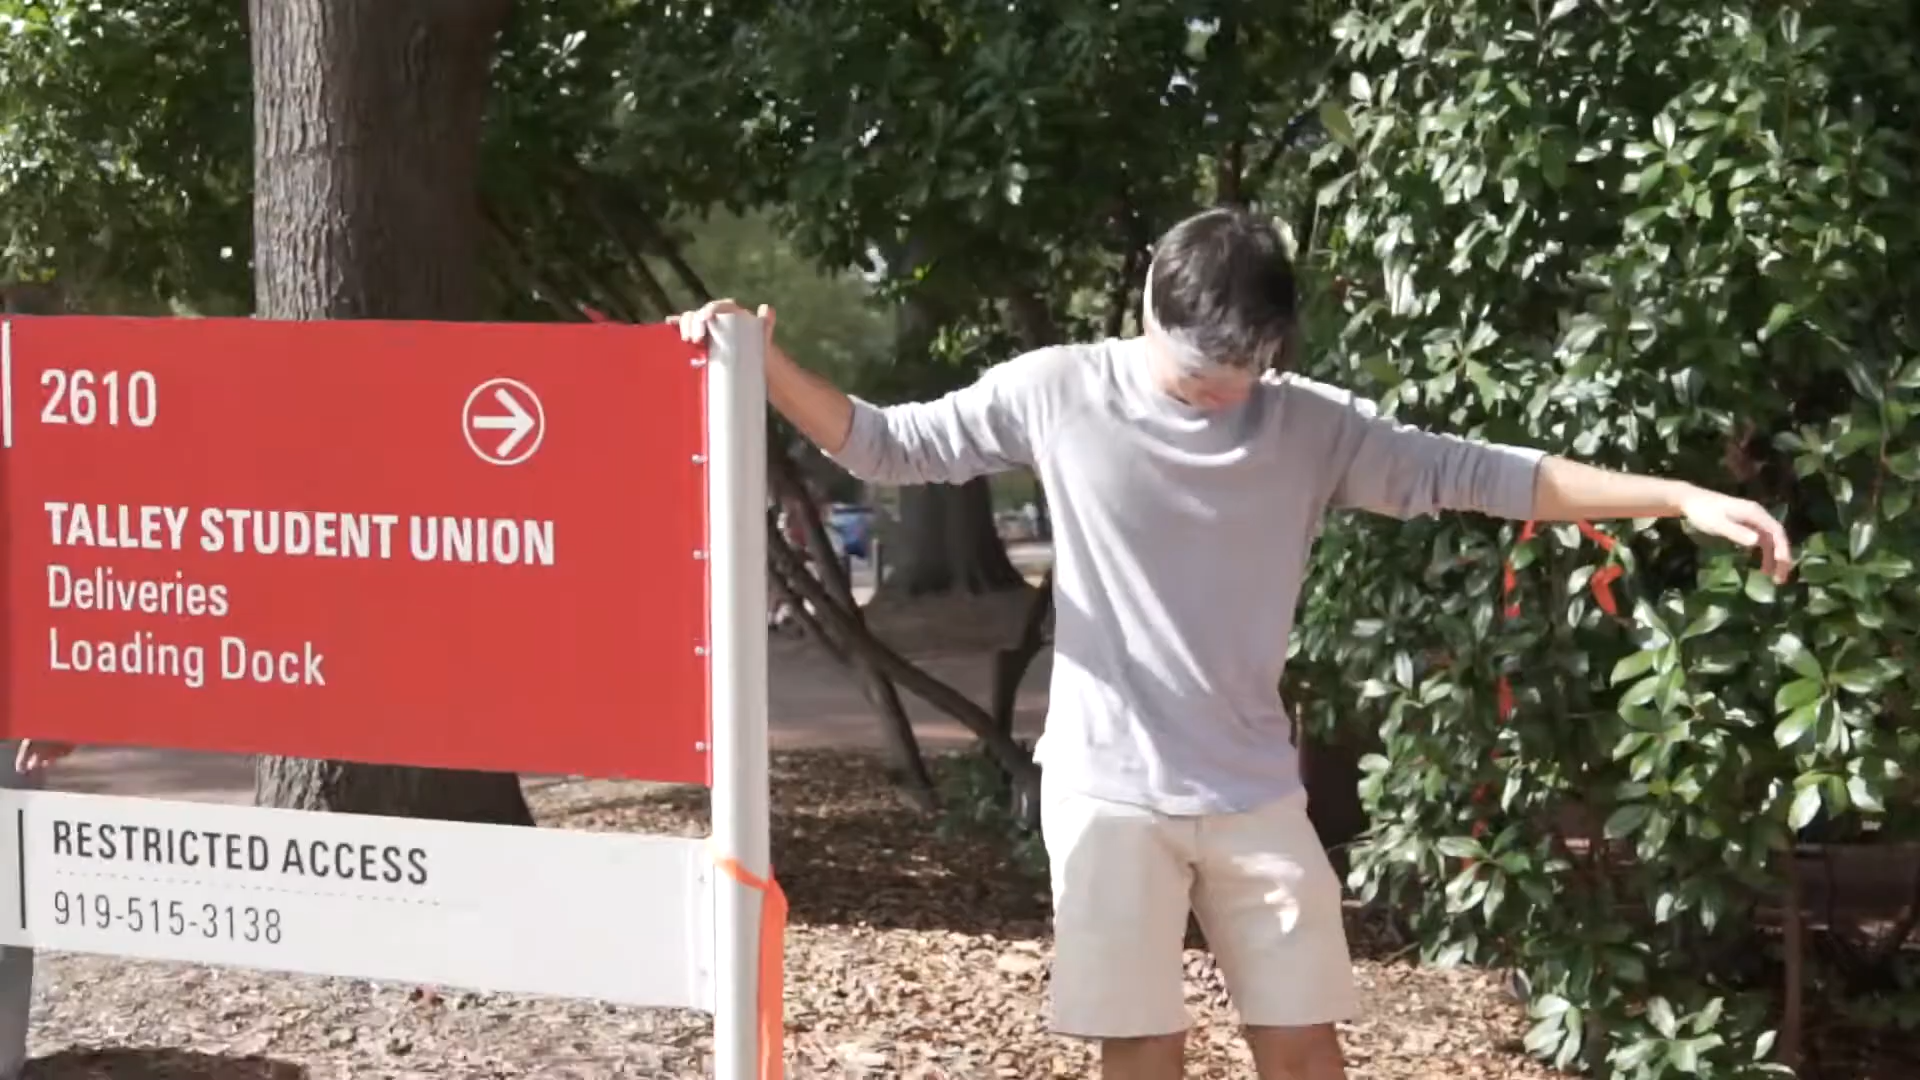 2610
TALLEY STUDENT UNION
Deliveries
Loading Dock
RESTRICTED ACCESS
919-515-3138